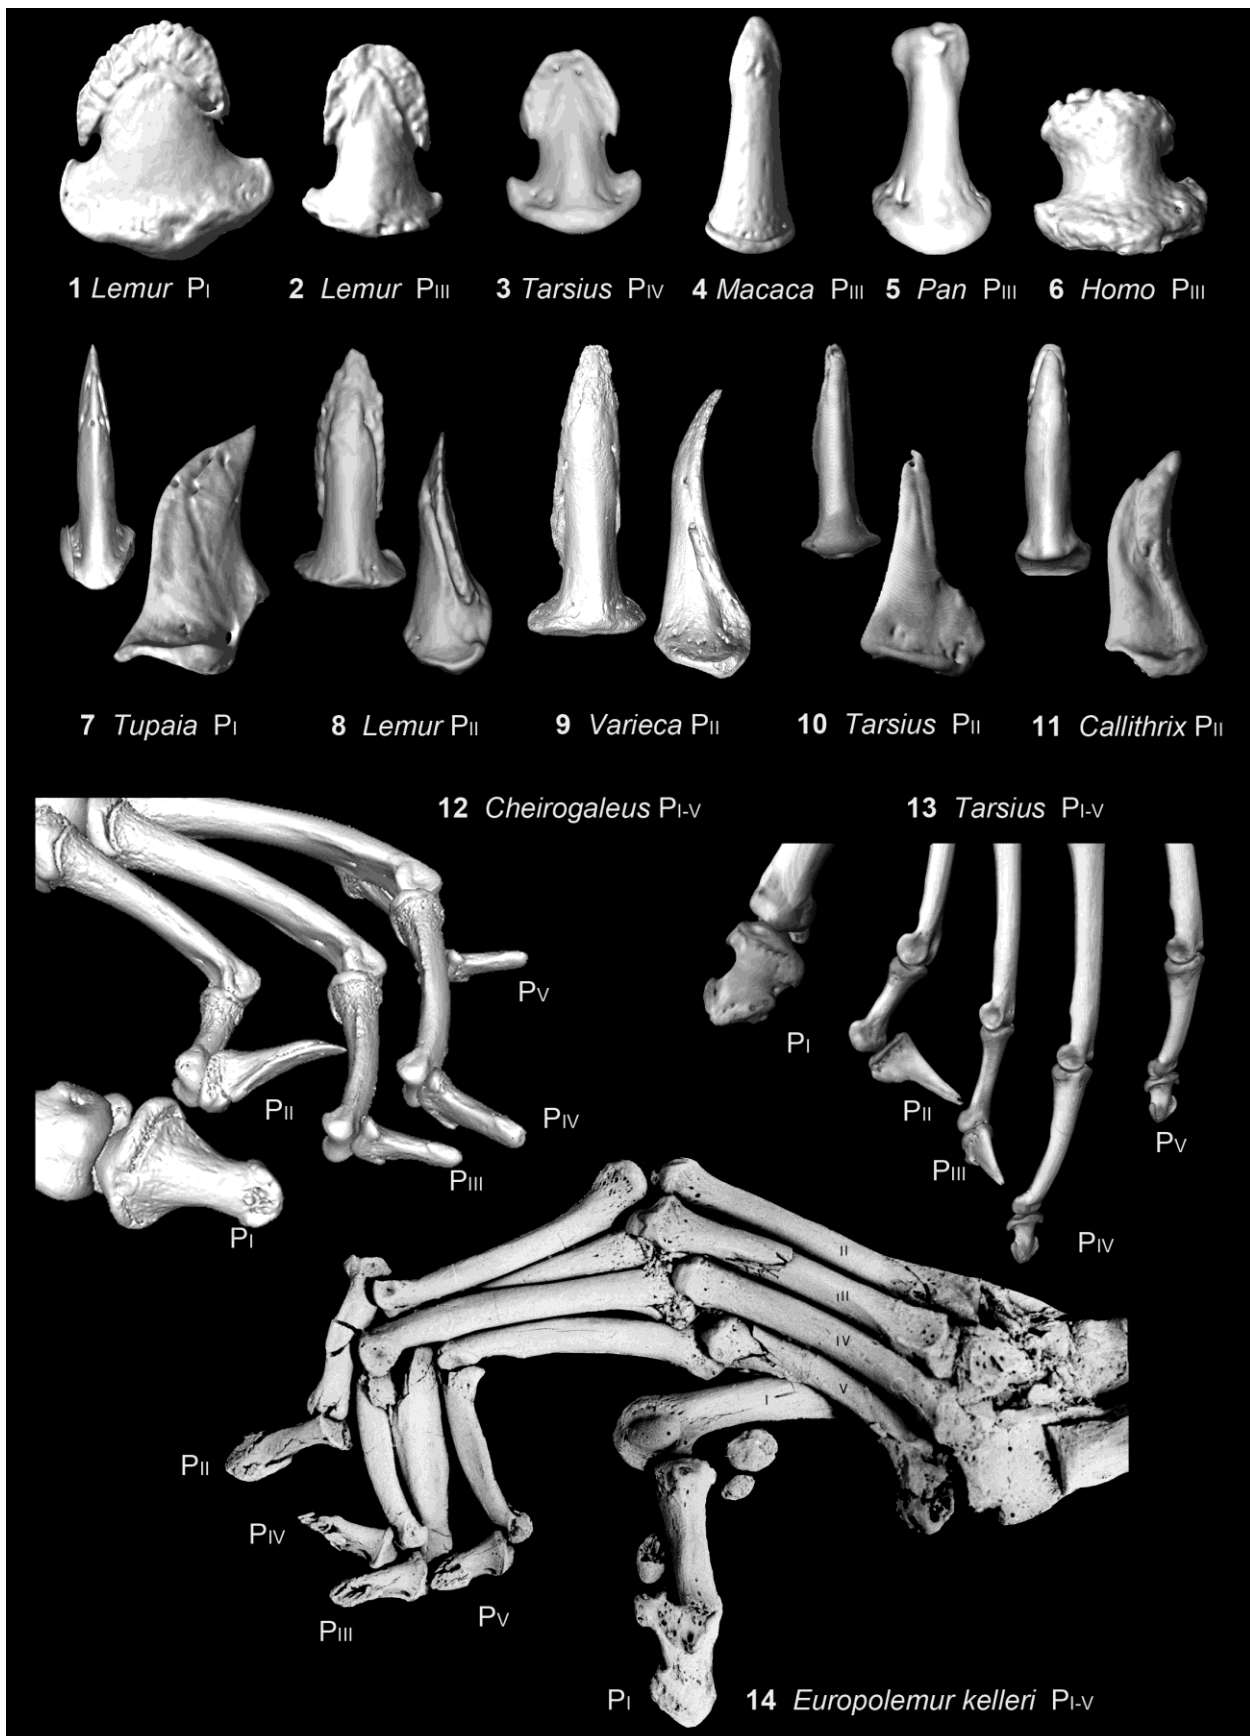 1 Lemur PI
2 Lemur PIII
3 Tarsius PIV
4 Macaca PIII
5 Pan PIII
6 Homo PIII
7 Tupaia PI
8 Lemur PII
9 Varieca PII
10 Tarsius PII
11 Callithrix PII
12 Cheirogaleus PI-V
13 Tarsius PI-V
PV
PII
PIV
PIII
PI
PI
PII
PV
PIII
PIV
II
III
IV
V
I
PII
PIV
PIII
PV
PI
14 Europolemur kelleri PI-V